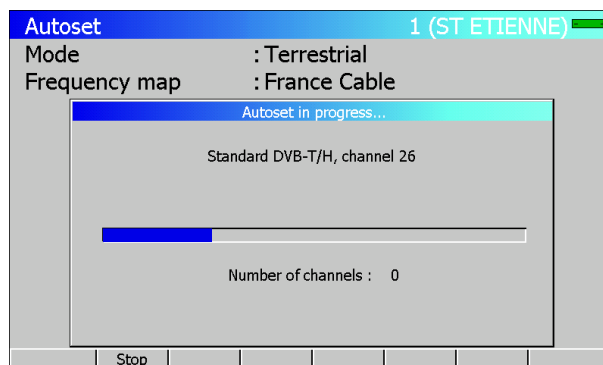 Autoset 1 (ST ETIENNE)
Mode : Terrestrial
Frequency map : France Cable
Autoset in progress...
Standard DVB-T/H, channel 26
Number of channels : 0
Stop